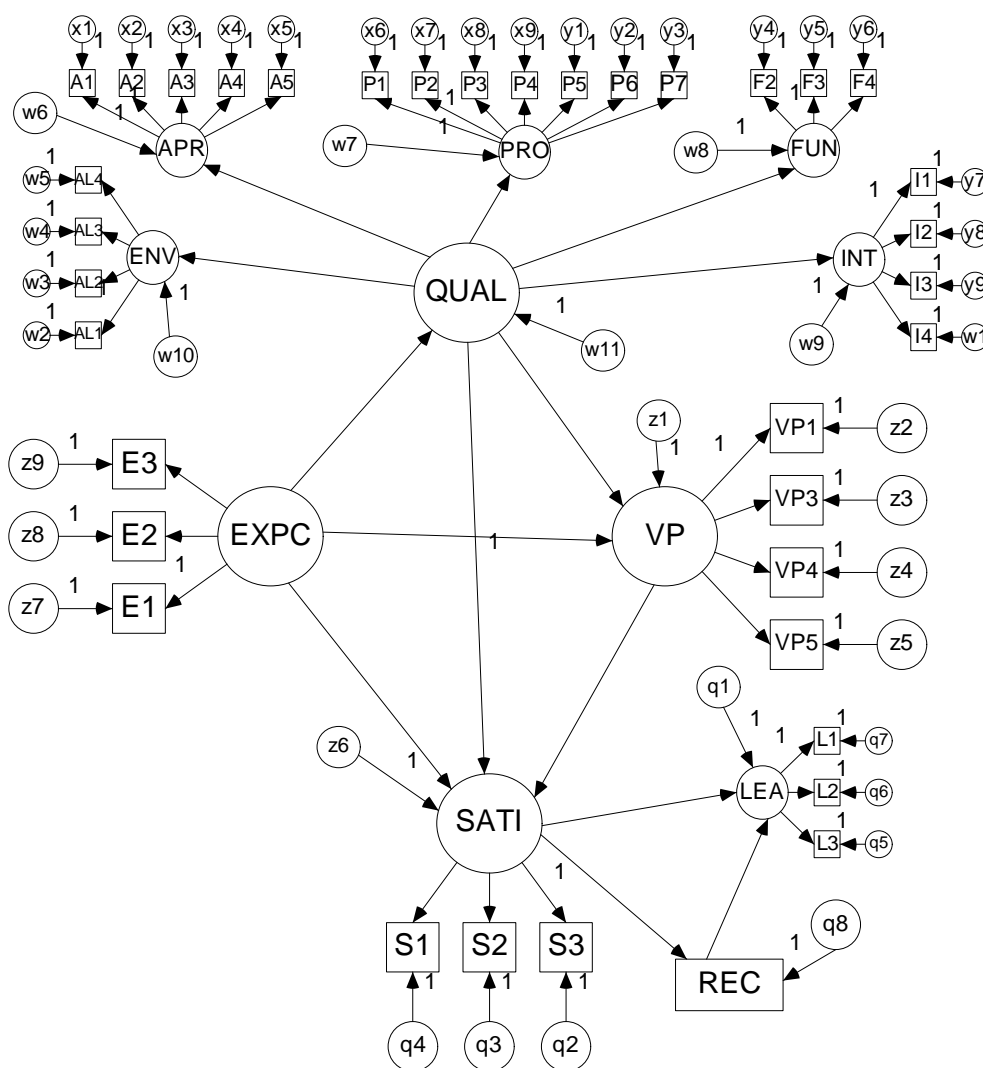 x1 x2 x3 x4 x5 x6 x7 x8 x9 y1 y2 y3 y4 y5 y6
1 1 1 1 1 1 1 1 1 1 1 1 1 1 1
A1 A2 A3 A4 A5 P1 P2 P3 P4 P5 P6 P7 F2 F3 F4
w6 1 1 1 1 1
w7 w8 1
APR PRO FUN
1 w5 AL4 1 I1 1 y7
1 w4 AL3 I2 1 y8
ENV QUAL INT
1 w3 AL2 1 1 1 I3 1 y9
1 w2 AL1 I4 1 w1
w10 1 w11 w9
z1 1 1 VP1 1 z2
z9 1 E3
VP3 1 z3
z8 1 E2 EXPC 1 VP
1 VP4 1 z4
z7 1 E1
VP5 1 z5
q1 1 1 L1 1 q7
z6 1
LEA L2 1 q6
SATI
L3 1 q5
1
S1 S2 S3 1 q8
1 1 1 REC
q4 q3 q2